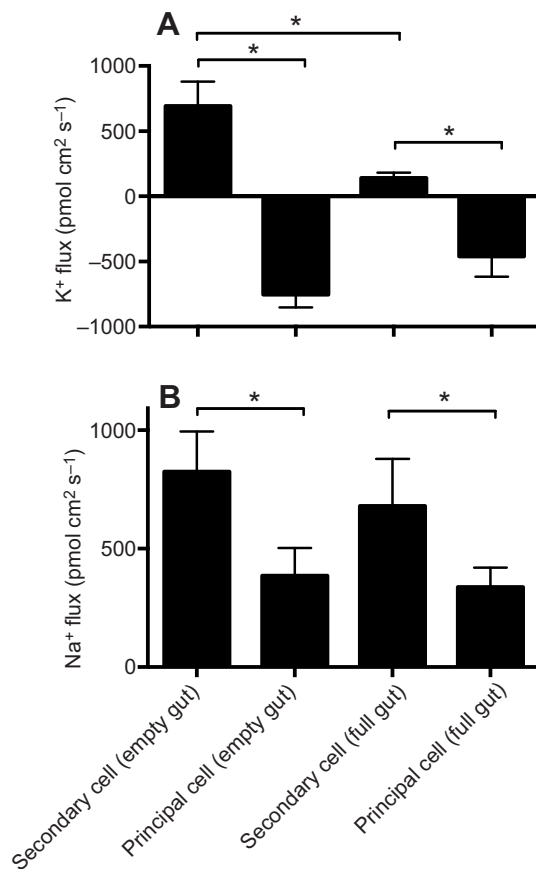 A
*
*
*
K⁺ flux (pmol cm² s⁻¹)
1000
500
0
–500
–1000
B
*
*
Na⁺ flux (pmol cm² s⁻¹)
1000
500
0
Secondary cell (empty gut)
Principal cell (empty gut)
Secondary cell (full gut)
Principal cell (full gut)